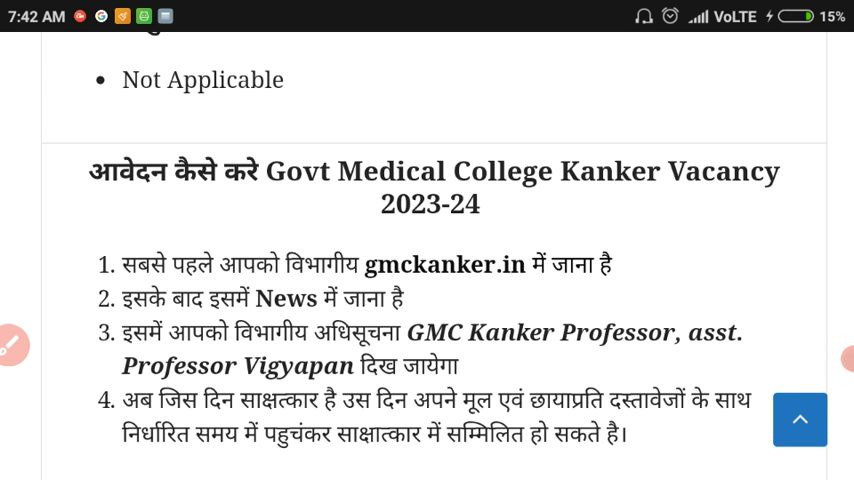 7:42 AM VoLTE 15%
• Not Applicable
आवेदन कैसे करे Govt Medical College Kanker Vacancy
2023-24
1. सबसे पहले आपको विभागीय gmckanker.in में जाना है
2. इसके बाद इसमें News में जाना है
3. इसमें आपको विभागीय अधिसूचना GMC Kanker Professor, asst.
Professor Vigyapan दिख जायेगा
4. अब जिस दिन साक्षत्कार है उस दिन अपने मूल एवं छायाप्रति दस्तावेजों के साथ
निर्धारित समय में पहुचंकर साक्षात्कार में सम्मिलित हो सकते है।